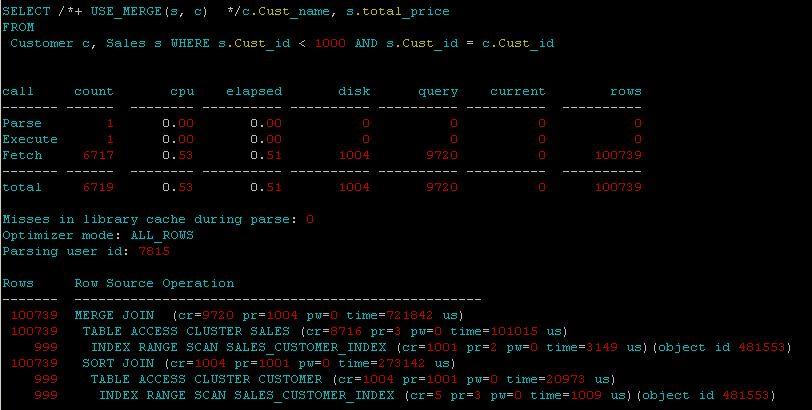 SELECT /*+ USE_MERGE(s, c)  */c.Cust_name, s.total_price
FROM
 Customer c, Sales s WHERE s.Cust_id < 1000 AND s.Cust_id = c.Cust_id
call     count       cpu    elapsed       disk      query    current        rows
------- ------  -------- ---------- ---------- ---------- ----------  ----------
Parse        1      0.00       0.00          0          0          0           0
Execute      1      0.00       0.00          0          0          0           0
Fetch     6717      0.53       0.51       1004       9720          0      100739
------- ------  -------- ---------- ---------- ---------- ----------  ----------
total     6719      0.53       0.51       1004       9720          0      100739
Misses in library cache during parse: 0
Optimizer mode: ALL_ROWS
Parsing user id: 7815
Rows     Row Source Operation
-------  ---------------------------------------------------
 100739  MERGE JOIN  (cr=9720 pr=1004 pw=0 time=721842 us)
 100739   TABLE ACCESS CLUSTER SALES (cr=8716 pr=3 pw=0 time=101015 us)
    999    INDEX RANGE SCAN SALES_CUSTOMER_INDEX (cr=1001 pr=2 pw=0 time=3149 us)(object id 481553)
 100739   SORT JOIN (cr=1004 pr=1001 pw=0 time=273142 us)
    999    TABLE ACCESS CLUSTER CUSTOMER (cr=1004 pr=1001 pw=0 time=20973 us)
    999     INDEX RANGE SCAN SALES_CUSTOMER_INDEX (cr=5 pr=3 pw=0 time=1009 us)(object id 481553)